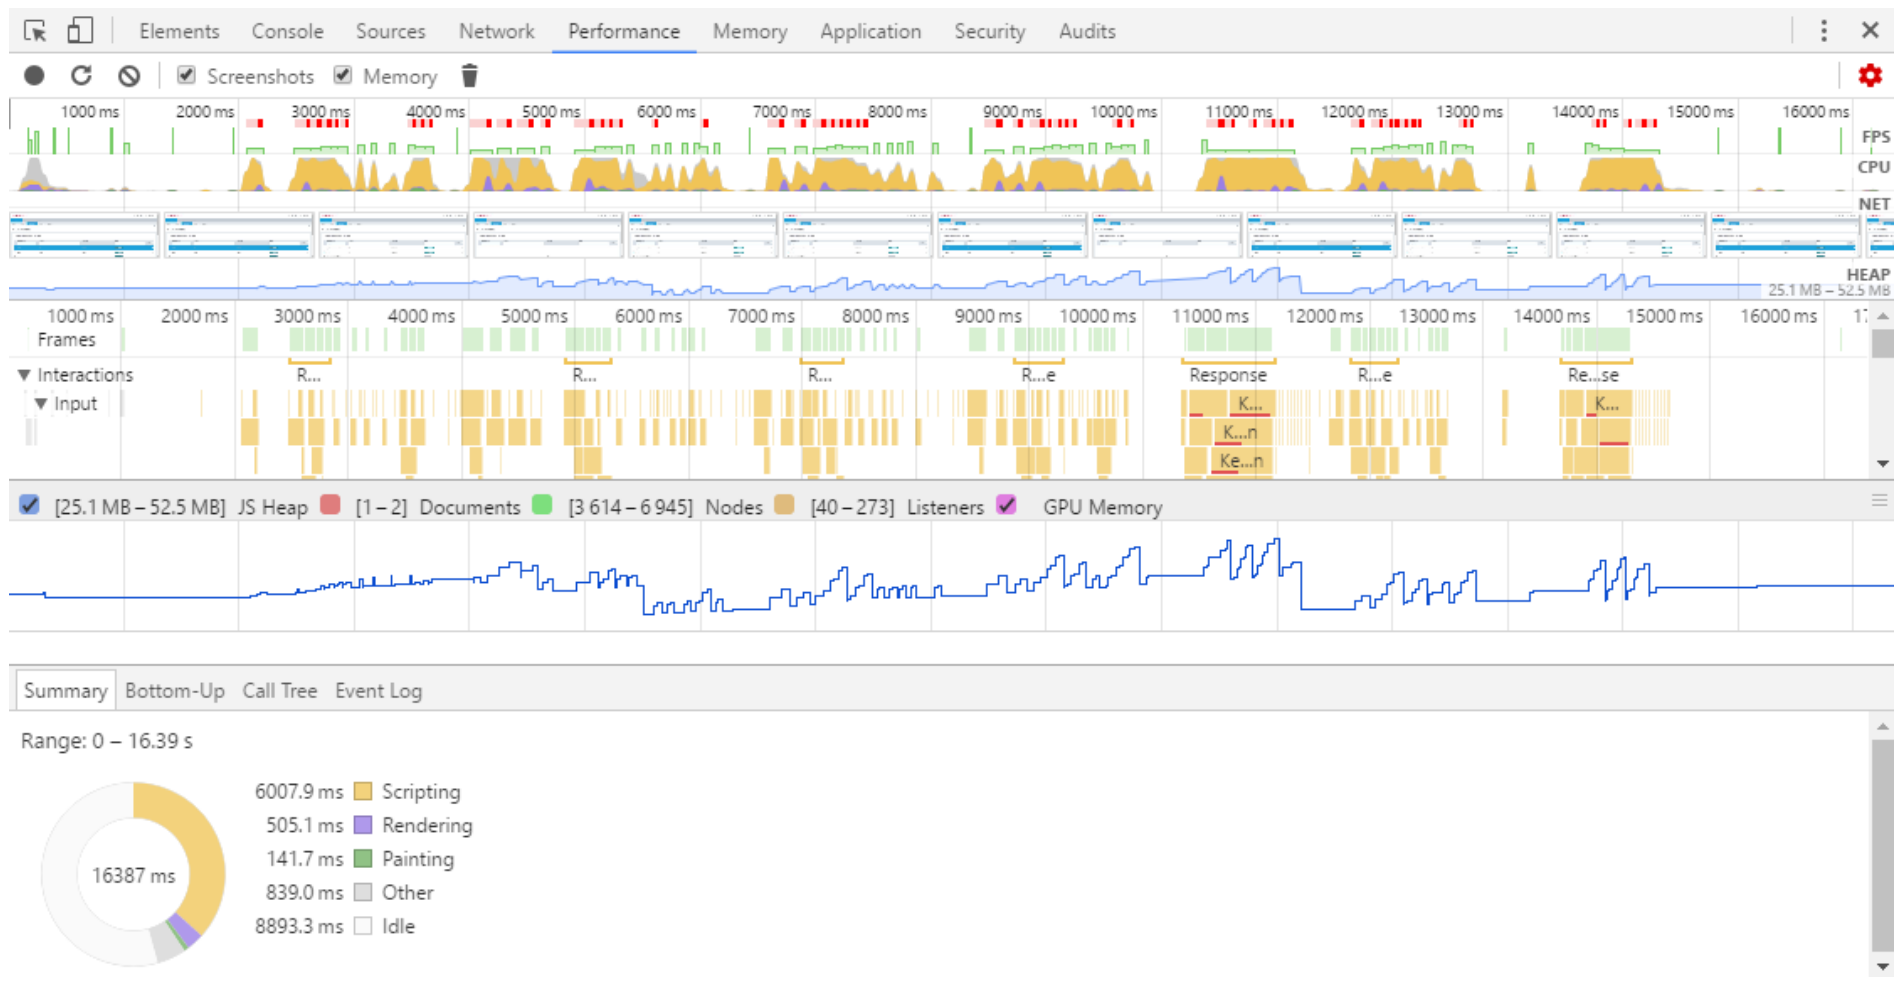 Elements Console Sources Network Performance Memory Application Security Audits
Screenshots Memory
1000 ms 2000 ms 3000 ms 4000 ms 5000 ms 6000 ms 7000 ms 8000 ms 9000 ms 10000 ms 11000 ms 12000 ms 13000 ms 14000 ms 15000 ms 16000 ms
FPS
CPU
NET
HEAP
25.1 MB – 52.5 MB
1000 ms 2000 ms 3000 ms 4000 ms 5000 ms 6000 ms 7000 ms 8000 ms 9000 ms 10000 ms 11000 ms 12000 ms 13000 ms 14000 ms 15000 ms 16000 ms
Frames
Interactions R... R... R... R...e Response R...e Re...se
Input K... K...
K...n
Ke...n
[25.1 MB – 52.5 MB] JS Heap [1 – 2] Documents [3 614 – 6 945] Nodes [40 – 273] Listeners GPU Memory
Summary Bottom-Up Call Tree Event Log
Range: 0 – 16.39 s
6007.9 ms Scripting
505.1 ms Rendering
141.7 ms Painting
16387 ms
839.0 ms Other
8893.3 ms Idle